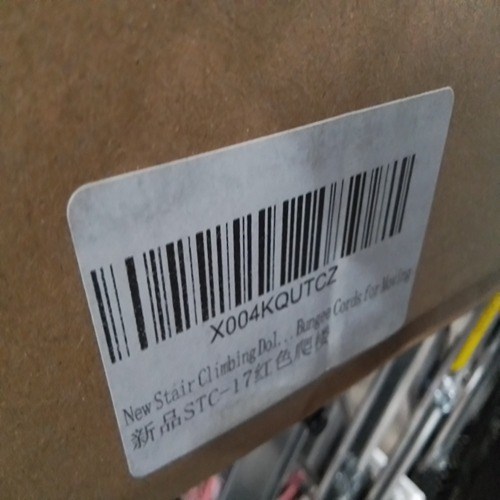 X004KQUTCZ
New Stair Climbing Dol... Bungee Cords for Moving
新品STC-17红色爬楼